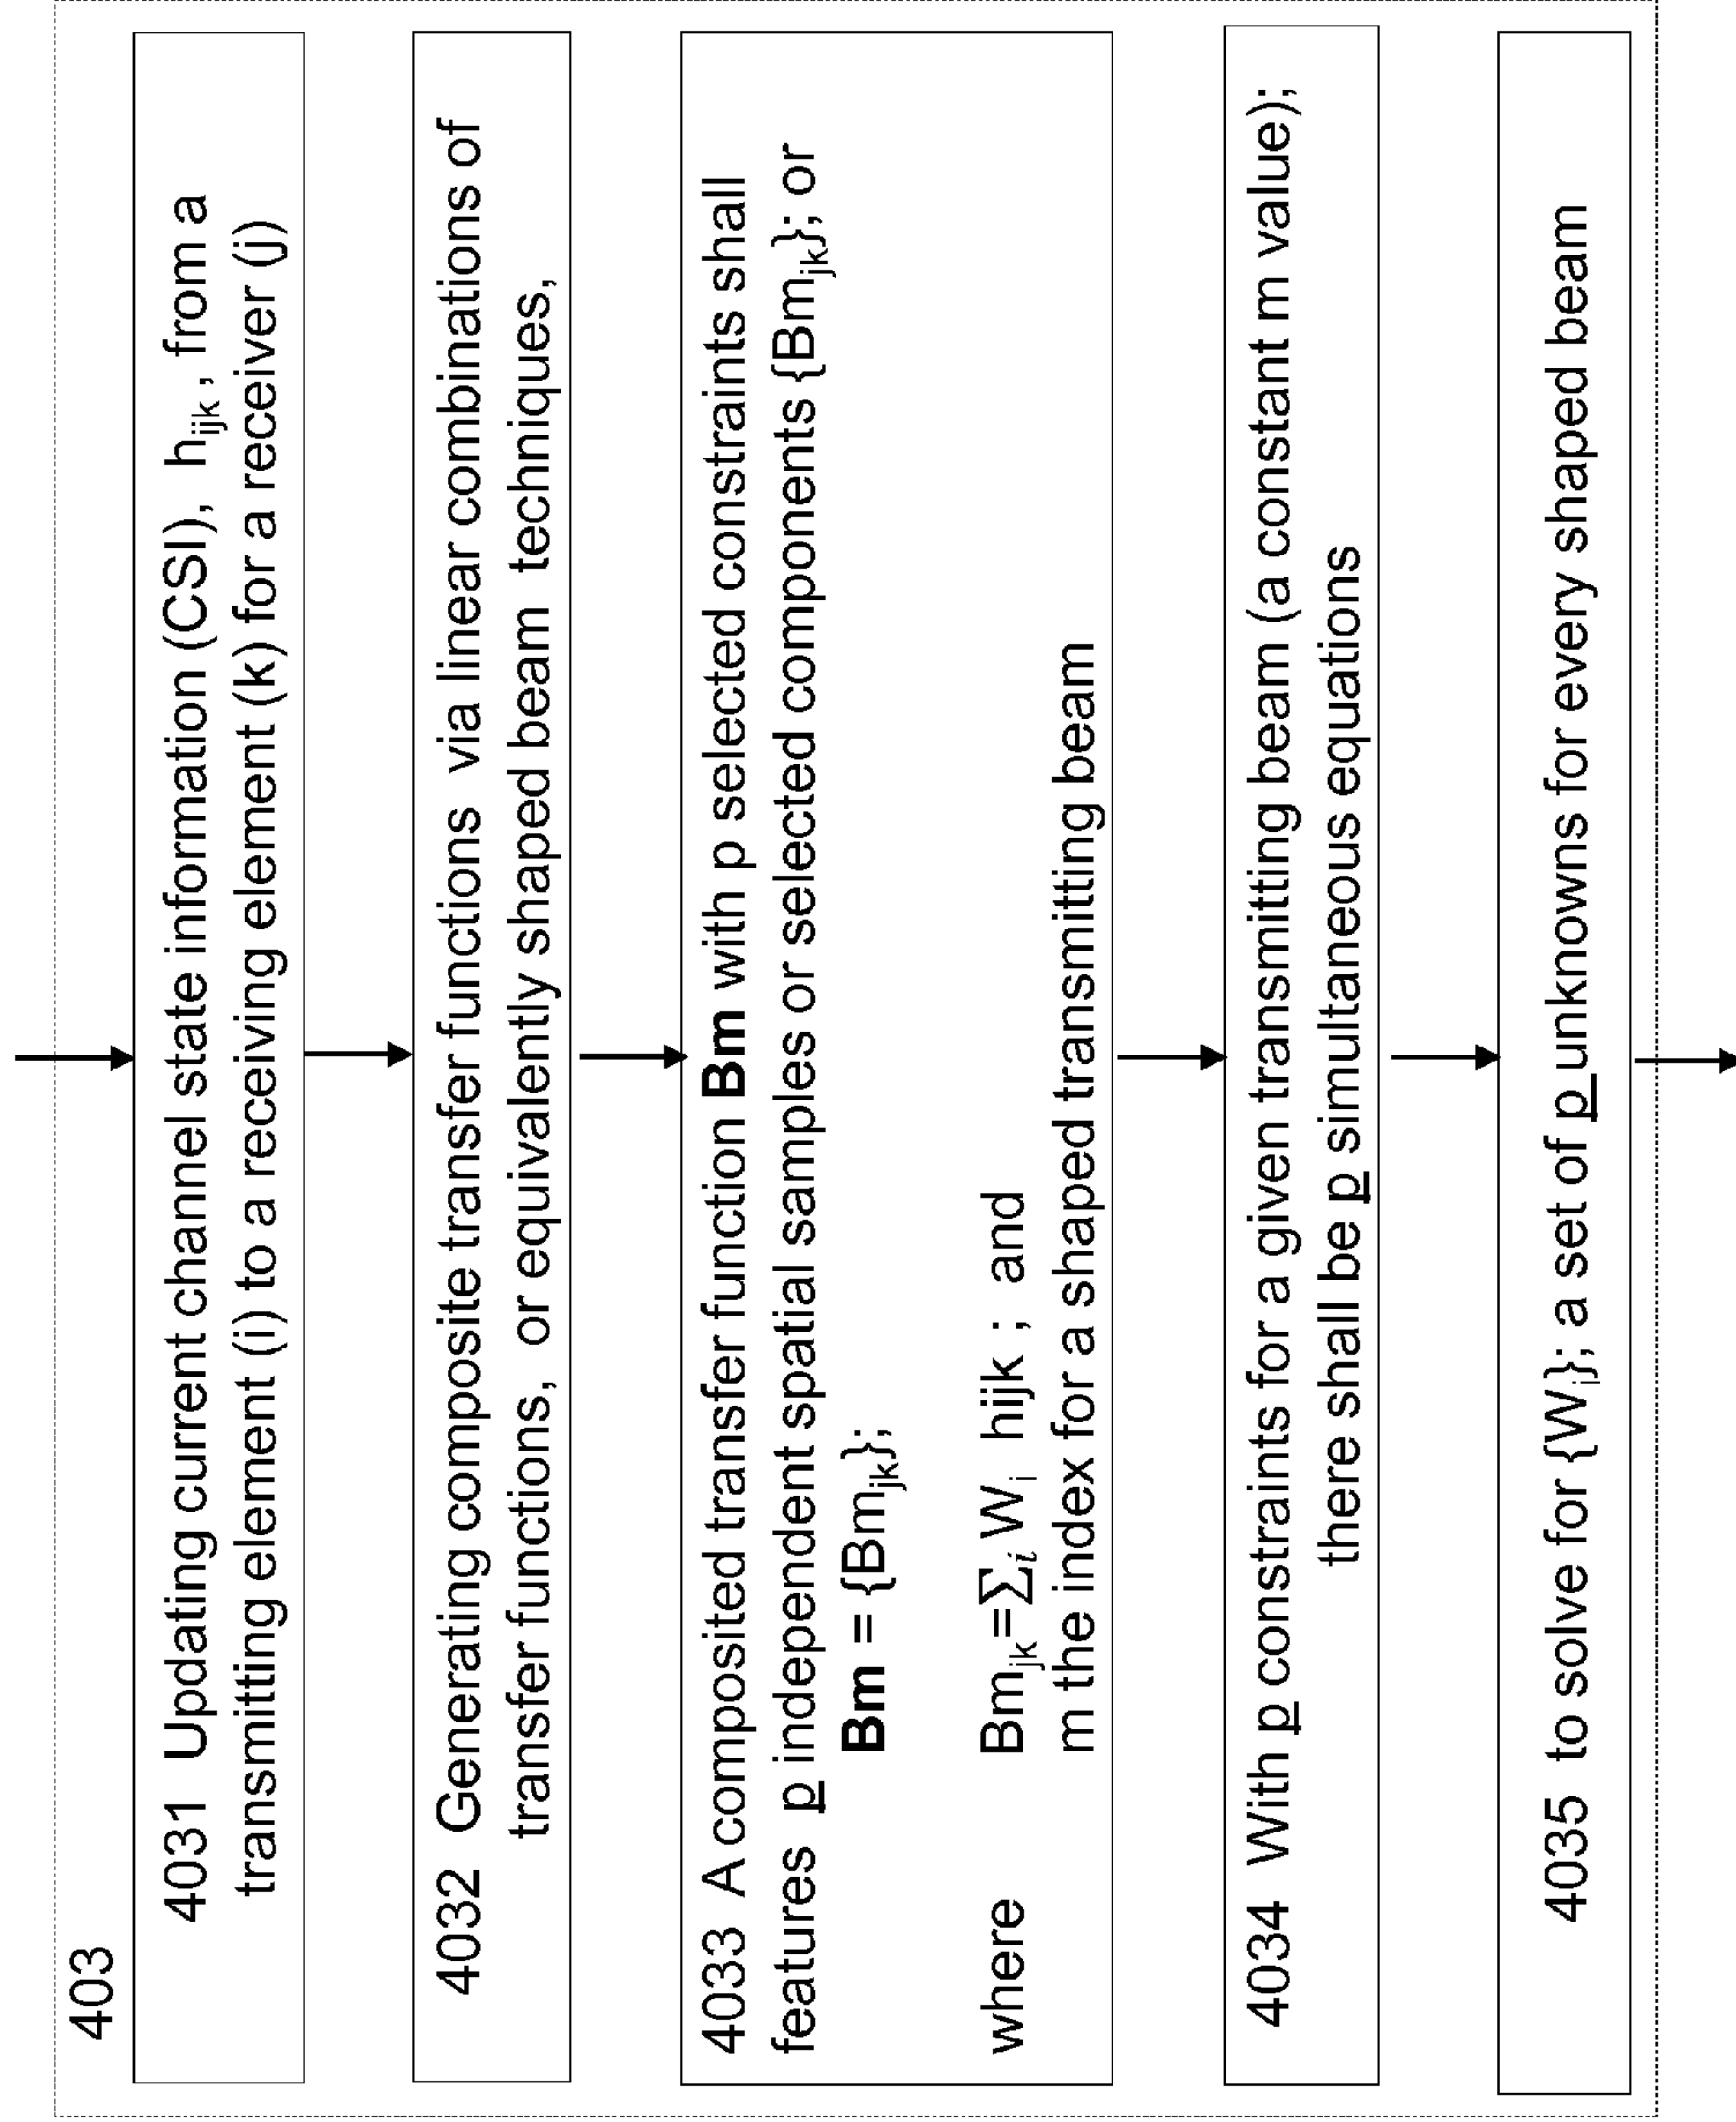 403
4031 Updating current channel state information (CSI), hijk, from a
transmitting element (i) to a receiving element (k) for a receiver (j)
4032 Generating composite transfer functions via linear combinations of
transfer functions, or equivalently shaped beam techniques,
4033 A composited transfer function Bm with p selected constraints shall
features p independent spatial samples or selected components {Bmjk}; or
Bm = {Bmjk};
where Bmjk=∑i Wi hijk ; and
m the index for a shaped transmitting beam
4034 With p constraints for a given transmitting beam (a constant m value);
there shall be p simultaneous equations
4035 to solve for {Wi}; a set of p unknowns for every shaped beam